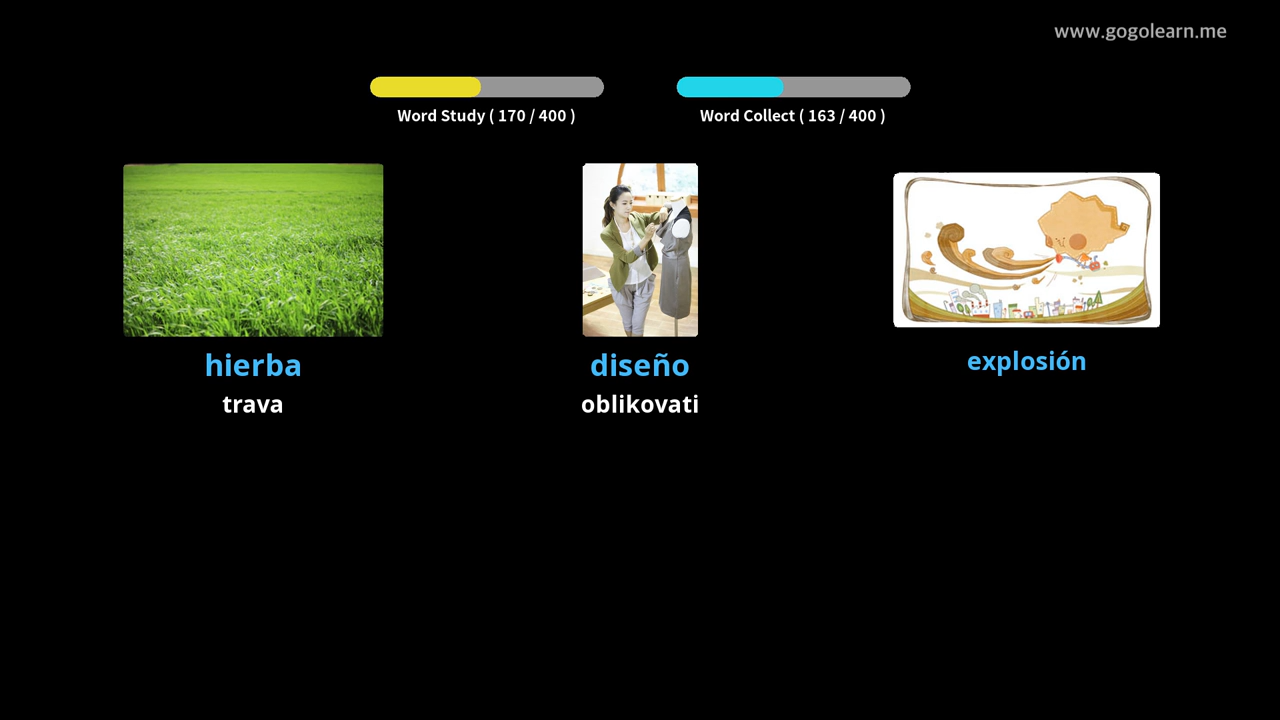 www.gogolearn.me
Word Study ( 170 / 400 )
Word Collect ( 163 / 400 )
hierba
trava
diseño
oblikovati
explosión